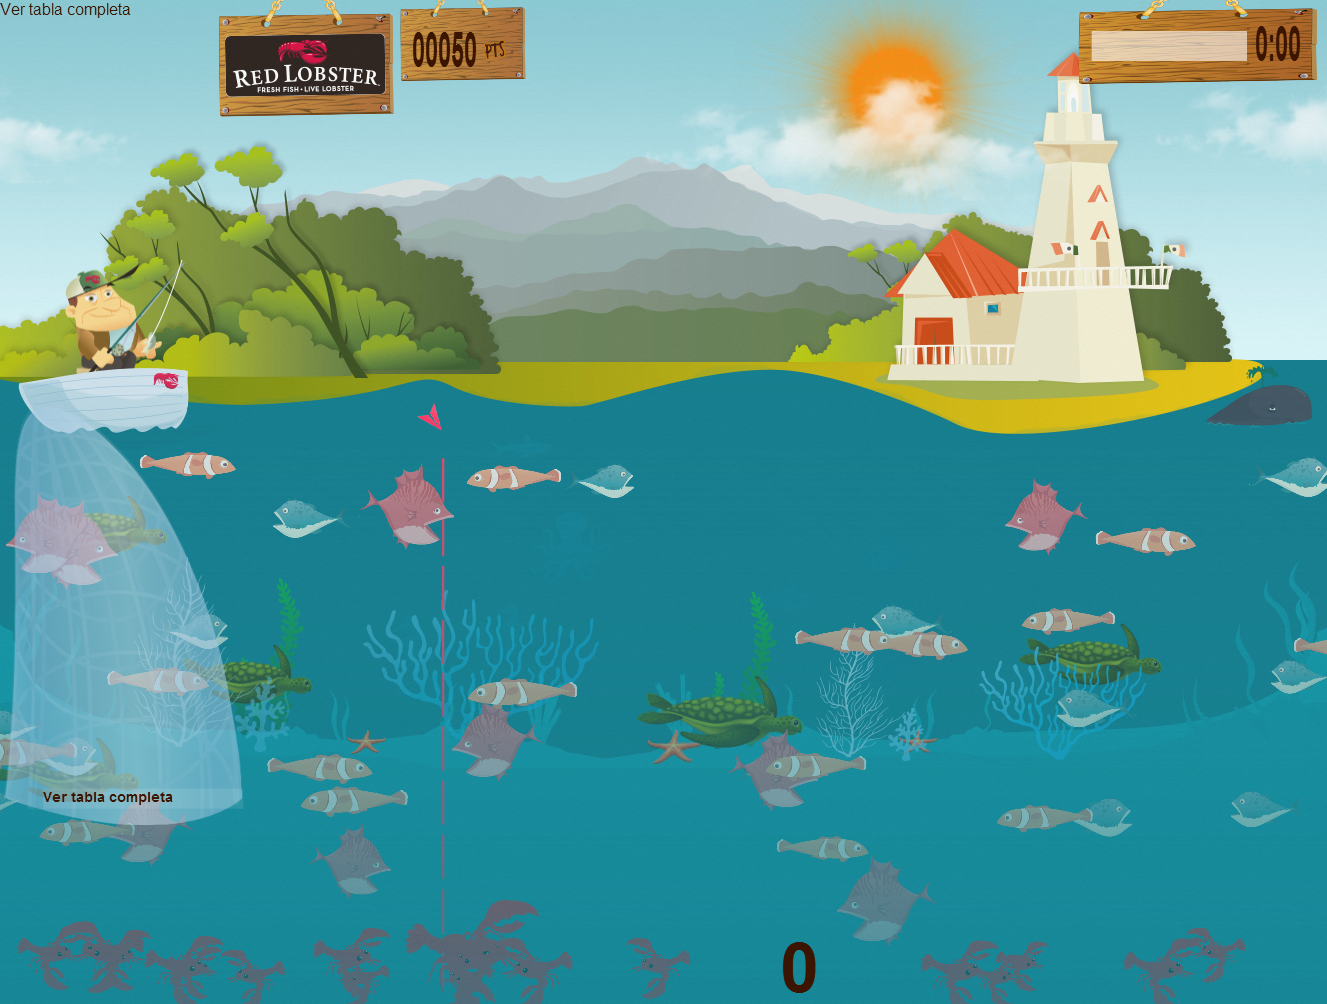 Ver tabla completa
RED LOBSTER
FRESH FISH • LIVE LOBSTER
00050 PTS
0:00
Ver tabla completa
0